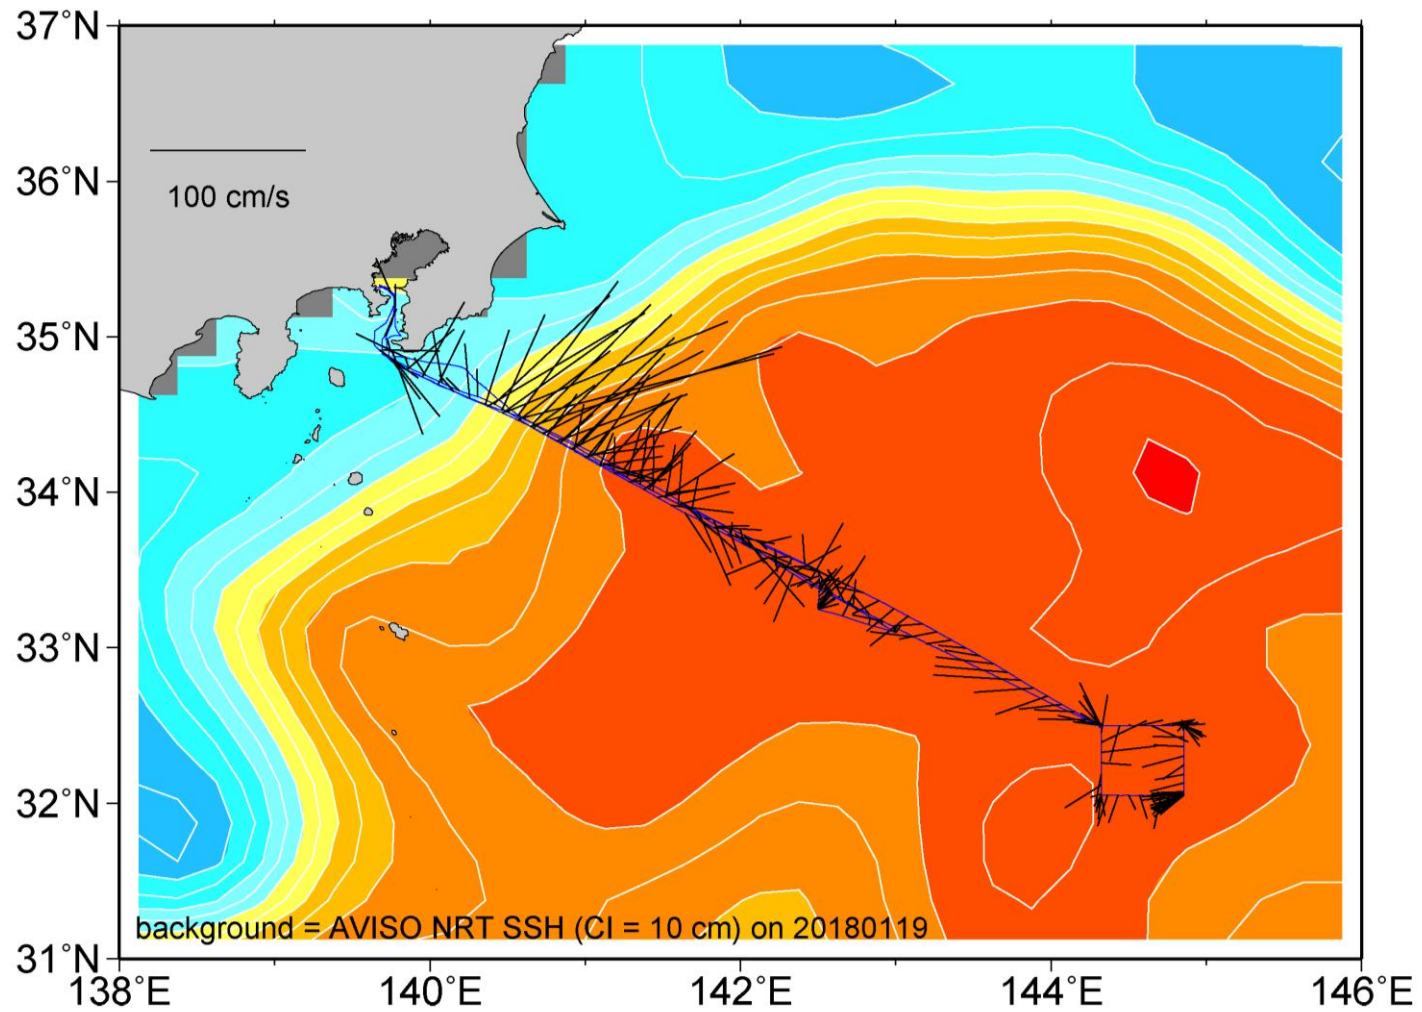 37°N
36°N
100 cm/s
35°N
34°N
33°N
32°N
background = AVISO NRT SSH (CI = 10 cm) on 20180119
31°N
138°E 140°E 142°E 144°E 146°E